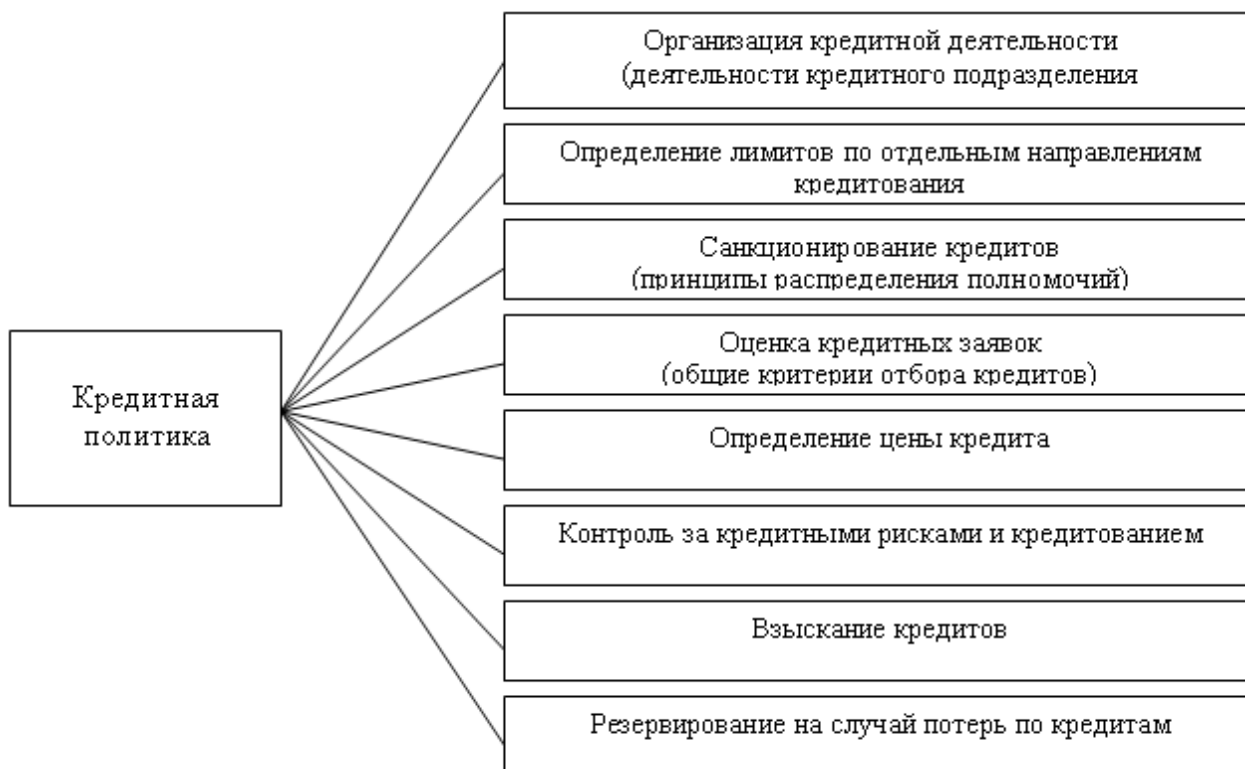 Организация кредитной деятельности
(деятельности кредитного подразделения
Определение лимитов по отдельным направлениям
кредитования
Санкционирование кредитов
(принципы распределения полномочий)
Оценка кредитных заявок
(общие критерии отбора кредитов)
Кредитная
политика
Определение цены кредита
Контроль за кредитными рисками и кредитованием
Взыскание кредитов
Резервирование на случай потерь по кредитам